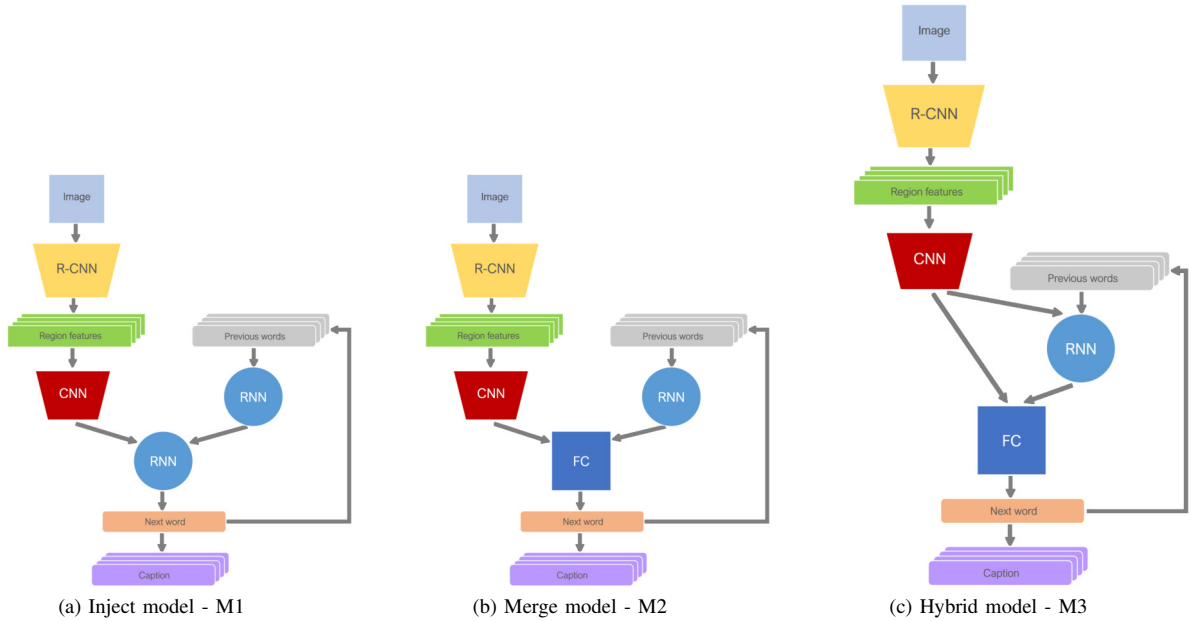 Image
R-CNN
Region features
Previous words
CNN
RNN
RNN
Next word
Caption
(a) Inject model - M1
Image
R-CNN
Region features
Previous words
CNN
RNN
FC
Next word
Caption
(b) Merge model - M2
Image
R-CNN
Region features
CNN
Previous words
RNN
FC
Next word
Caption
(c) Hybrid model - M3